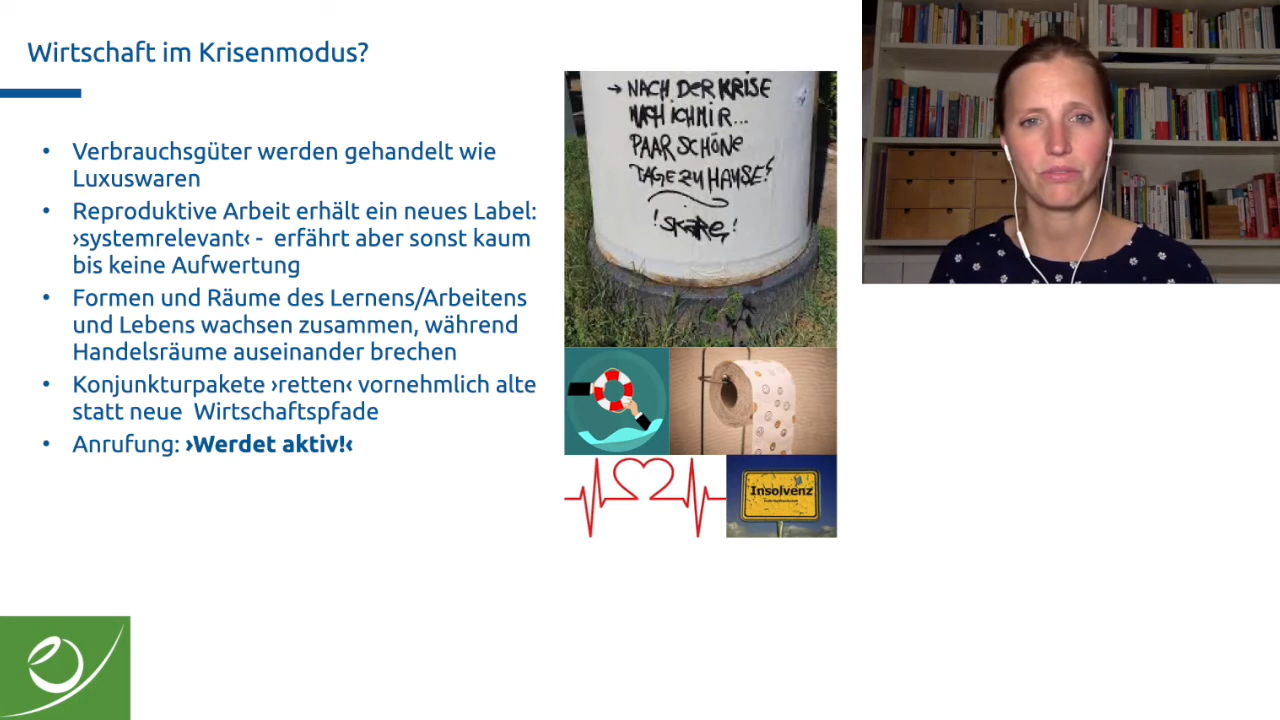 Wirtschaft im Krisenmodus?
• Verbrauchsgüter werden gehandelt wie
Luxuswaren
• Reproduktive Arbeit erhält ein neues Label:
›systemrelevant‹ - erfährt aber sonst kaum
bis keine Aufwertung
• Formen und Räume des Lernens/Arbeitens
und Lebens wachsen zusammen, während
Handelsräume auseinander brechen
• Konjunkturpakete ›retten‹ vornehmlich alte
statt neue Wirtschaftspfade
• Anrufung: ›Werdet aktiv!‹
→ NACH DER KRISE
MACH ICH MIR...
PAAR SCHÖNE
TAGE ZU HAUSE!
Insolvenz